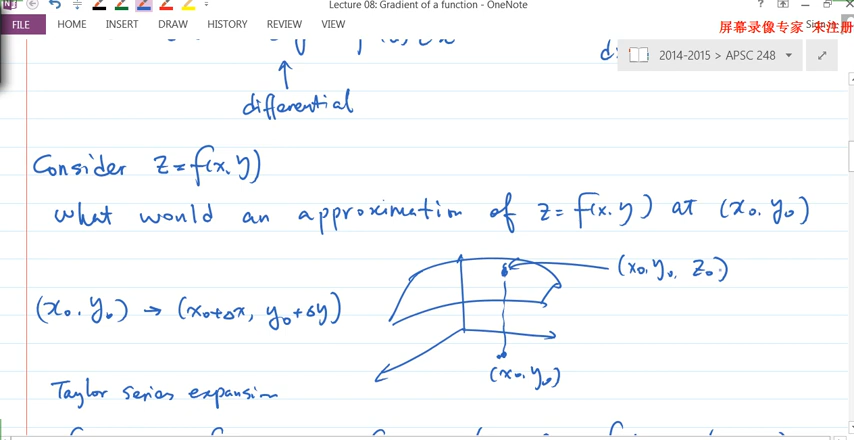 Lecture 08: Gradient of a function - OneNote
FILE HOME INSERT DRAW HISTORY REVIEW VIEW
屏幕录像专家 未注册
2014-2015 > APSC 248
differential
Consider z=f(x,y)
what would an approximation of z=f(x,y) at (x₀,y₀)
(x₀,y₀,z₀)
(x₀,y₀) → (x₀+Δx, y₀+Δy)
(x₀,y₀)
Taylor series expansion